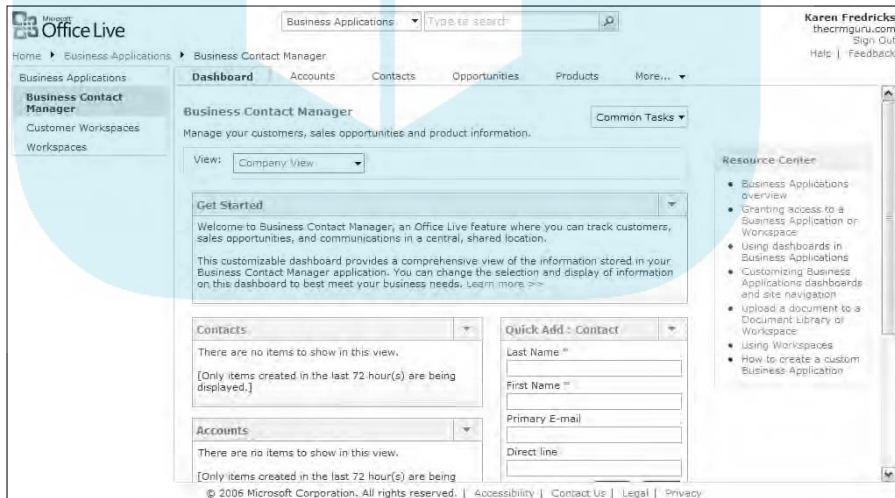 Microsoft
Office Live
Business Applications
Type to search
Karen Fredricks
thecrmguru.com
Sign Out
Help | Feedback
Home ▸ Business Applications ▸ Business Contact Manager
Business Applications
Business Contact
Manager
Customer Workspaces
Workspaces
Dashboard Accounts Contacts Opportunities Products More...
Business Contact Manager
Common Tasks
Manage your customers, sales opportunities and product information.
View: Company View
Get Started
Welcome to Business Contact Manager, an Office Live feature where you can track customers,
sales opportunities, and communications in a central, shared location.
This customizable dashboard provides a comprehensive view of the information stored in your
Business Contact Manager application. You can change the selection and display of information
on this dashboard to best meet your business needs. Learn more >>
Contacts
There are no items to show in this view.
[Only items created in the last 72 hour(s) are being
displayed.]
Accounts
There are no items to show in this view.
[Only items created in the last 72 hour(s) are being
Quick Add : Contact
Last Name *
First Name *
Primary E-mail
Direct line
Resource Center
• Business Applications
overview
• Granting access to a
Business Application or
Workspace
• Using dashboards in
Business Applications
• Customizing Business
Applications dashboards
and site navigation
• Upload a document to a
Document Library or
Workspace
• Using Workspaces
• How to create a custom
Business Application
© 2006 Microsoft Corporation. All rights reserved. | Accessibility | Contact Us | Legal | Privacy